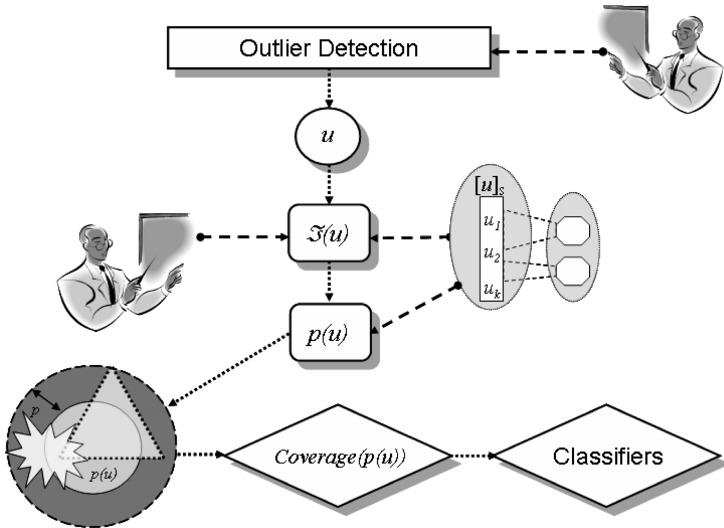 Outlier Detection
u
[u]s
ℑ(u)
u1
u2
uk
p(u)
p
p(u)
Coverage(p(u))
Classifiers